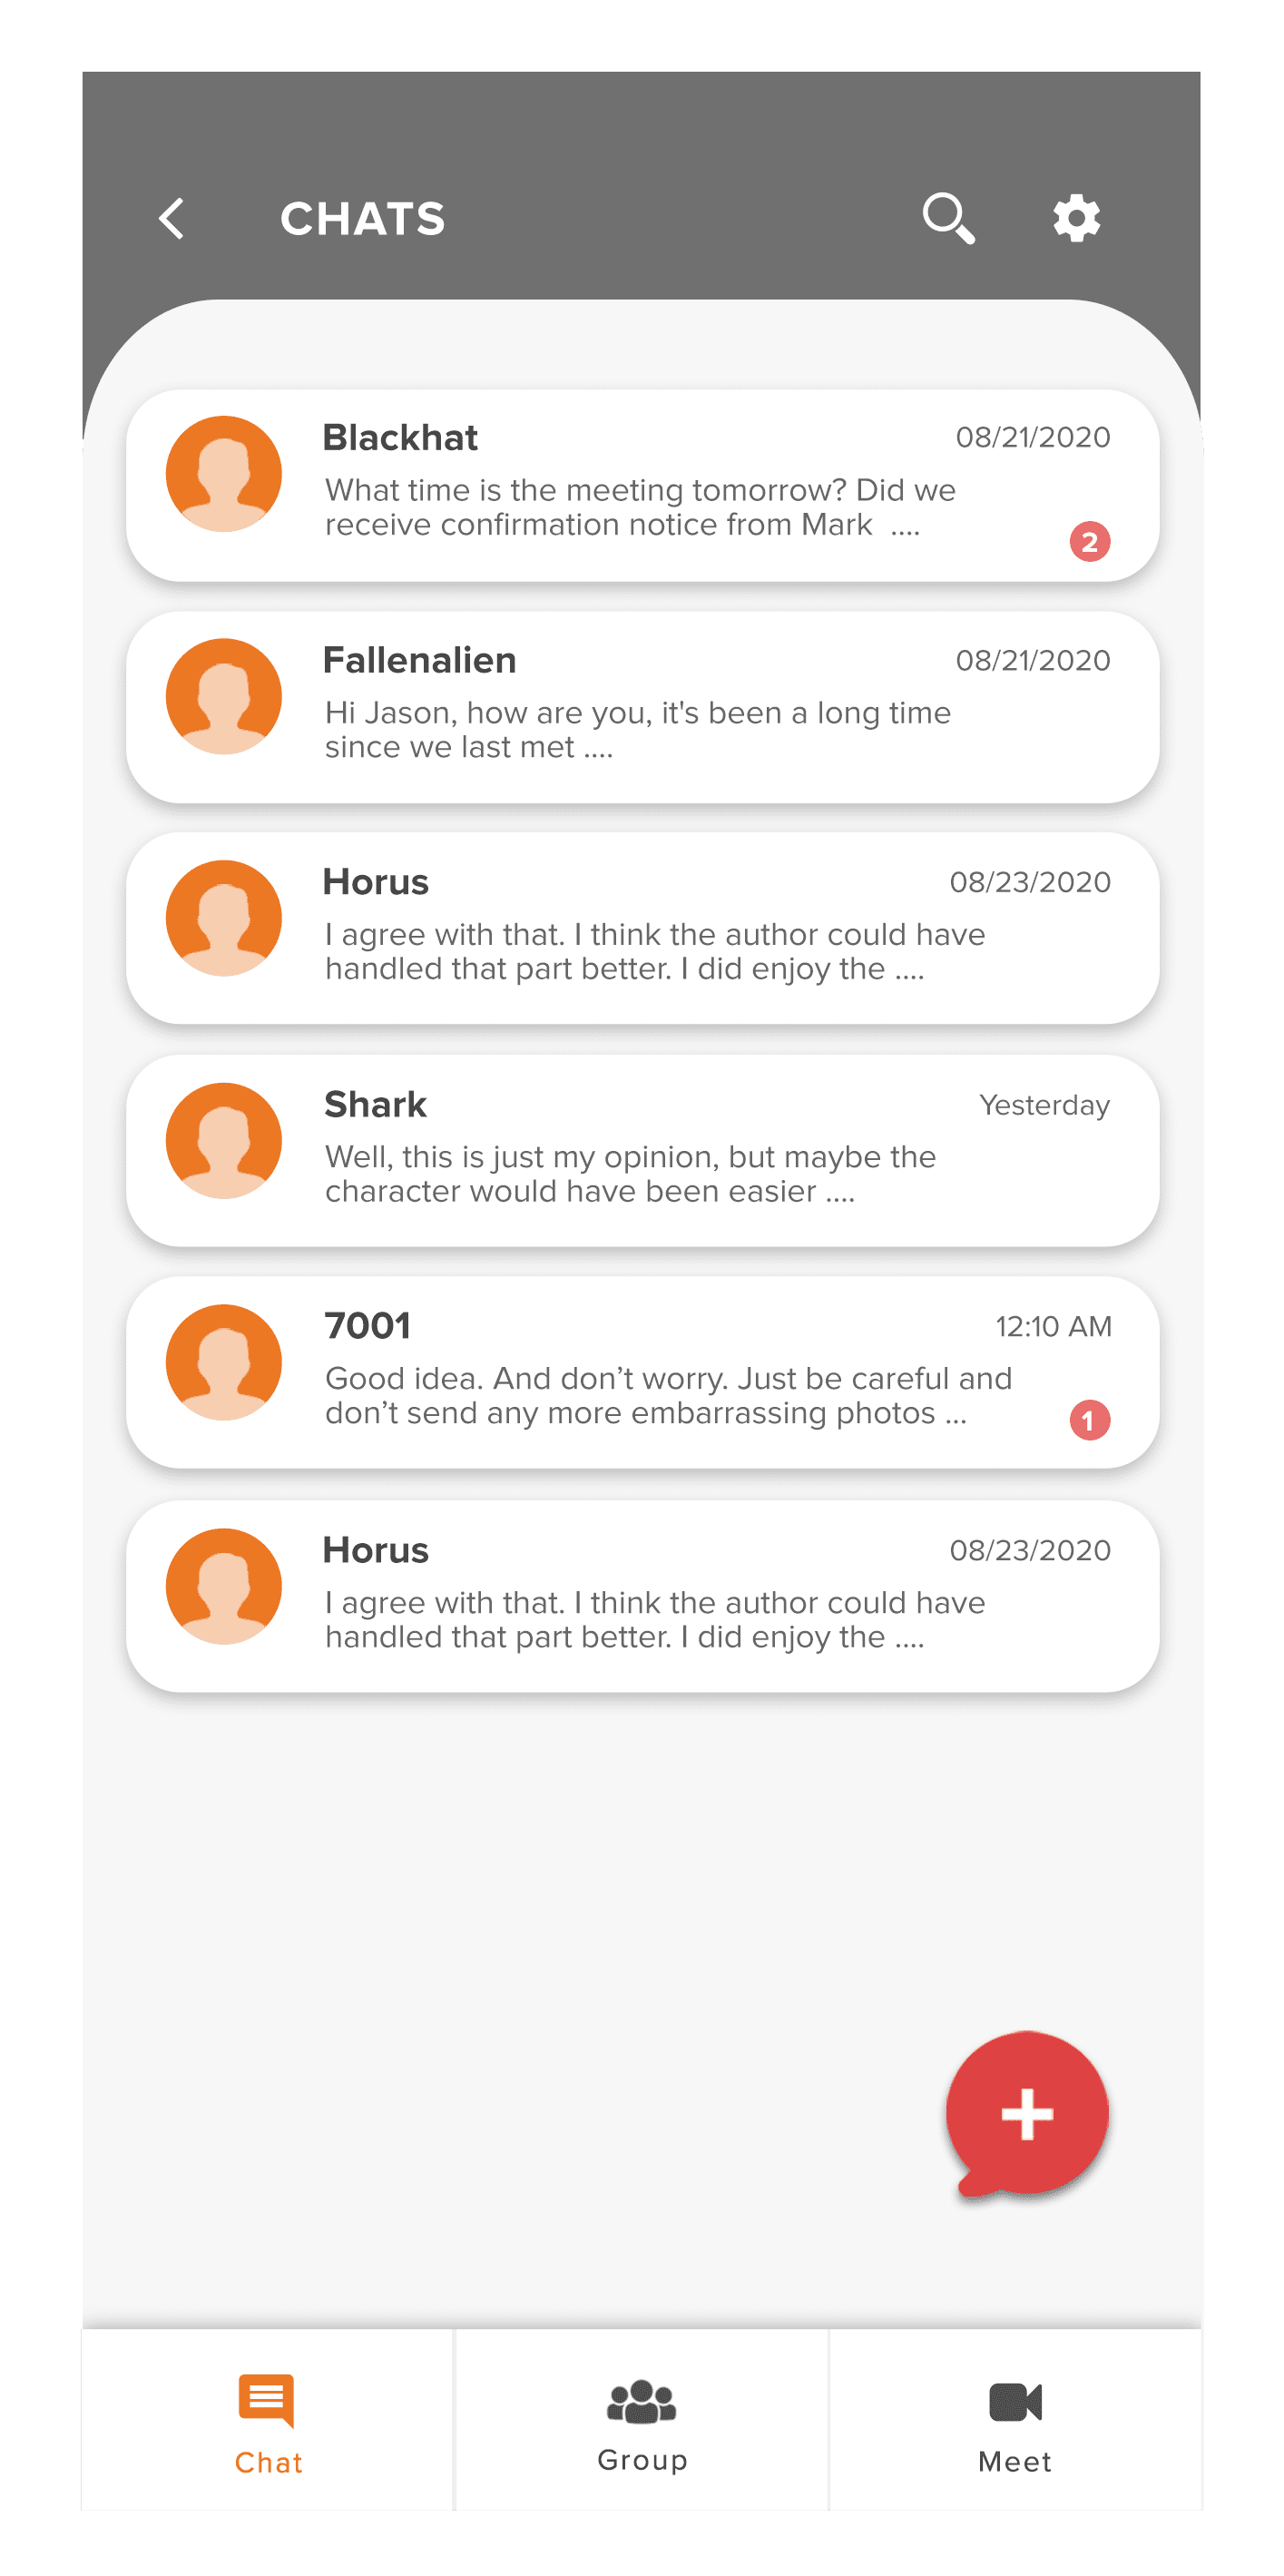 CHATS
Blackhat
08/21/2020
What time is the meeting tomorrow? Did we
receive confirmation notice from Mark ....
2
Fallenalien
08/21/2020
Hi Jason, how are you, it's been a long time
since we last met ....
Horus
08/23/2020
I agree with that. I think the author could have
handled that part better. I did enjoy the ....
Shark
Yesterday
Well, this is just my opinion, but maybe the
character would have been easier ....
7001
12:10 AM
Good idea. And don’t worry. Just be careful and
don’t send any more embarrassing photos ...
1
Horus
08/23/2020
I agree with that. I think the author could have
handled that part better. I did enjoy the ....
Chat
Group
Meet